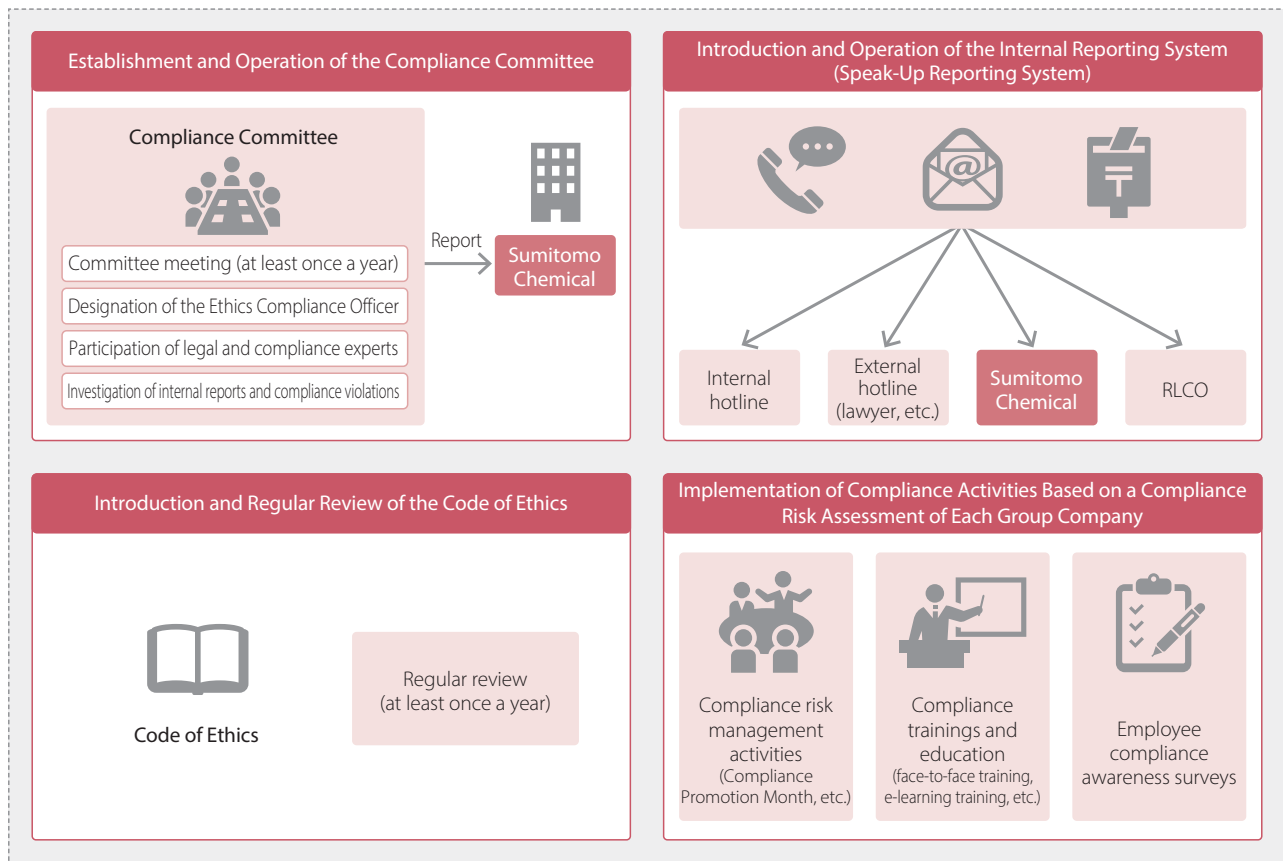 Establishment and Operation of the Compliance Committee
Compliance Committee
Committee meeting (at least once a year)
Designation of the Ethics Compliance Officer
Participation of legal and compliance experts
Investigation of internal reports and compliance violations
Report
Sumitomo
Chemical
Introduction and Operation of the Internal Reporting System
(Speak-Up Reporting System)
@
〒
Internal
hotline
External
hotline
(lawyer, etc.)
Sumitomo
Chemical
RLCO
Introduction and Regular Review of the Code of Ethics
Code of Ethics
Regular review
(at least once a year)
Implementation of Compliance Activities Based on a Compliance
Risk Assessment of Each Group Company
Compliance risk
management
activities
(Compliance
Promotion Month, etc.)
Compliance
trainings and
education
(face-to-face training,
e-learning training, etc.)
Employee
compliance
awareness surveys